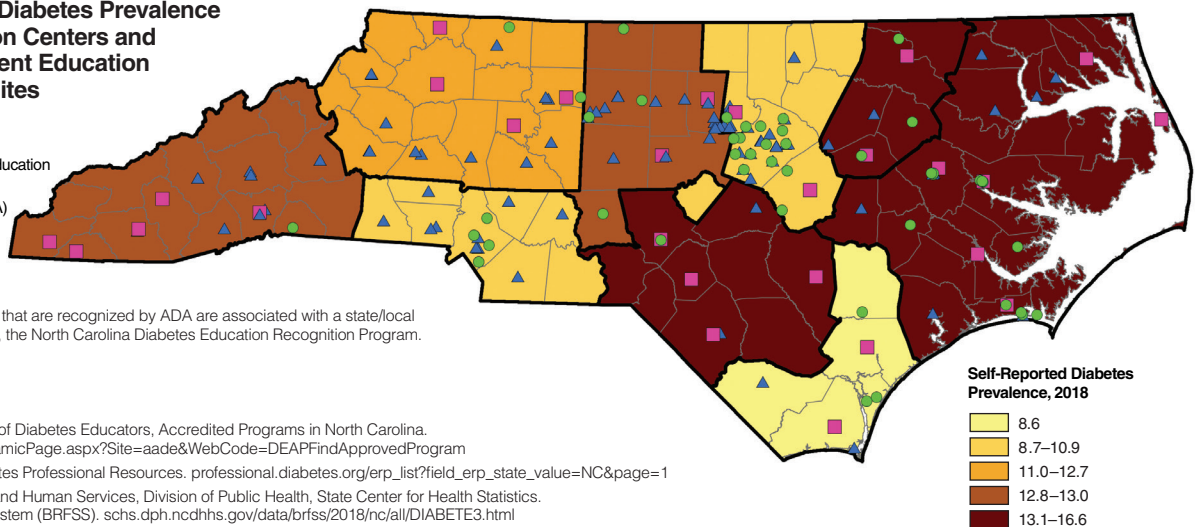 Diabetes Prevalence
on Centers and
ent Education
ites
ducation
A)
that are recognized by ADA are associated with a state/local
, the North Carolina Diabetes Education Recognition Program.
of Diabetes Educators, Accredited Programs in North Carolina.
amicPage.aspx?Site=aade&WebCode=DEAPFindApprovedProgram
tes Professional Resources. professional.diabetes.org/erp_list?field_erp_state_value=NC&page=1
and Human Services, Division of Public Health, State Center for Health Statistics.
stem (BRFSS). schs.dph.ncdhhs.gov/data/brfss/2018/nc/all/DIABETE3.html
Self-Reported Diabetes
Prevalence, 2018
8.6
8.7–10.9
11.0–12.7
12.8–13.0
13.1–16.6